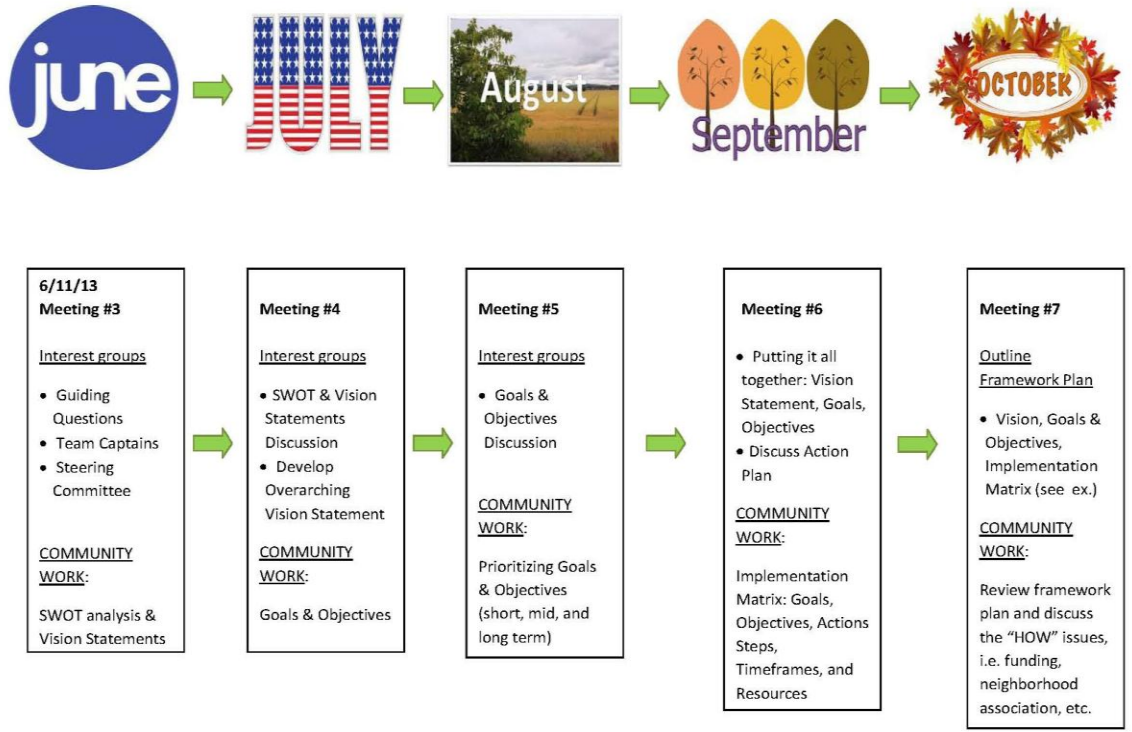 june
JULY
August
September
OCTOBER
6/11/13
Meeting #3
Interest groups
• Guiding
Questions
• Team Captains
• Steering
Committee
COMMUNITY
WORK:
SWOT analysis &
Vision Statements
Meeting #4
Interest groups
• SWOT & Vision
Statements
Discussion
• Develop
Overarching
Vision Statement
COMMUNITY
WORK:
Goals & Objectives
Meeting #5
Interest groups
• Goals &
Objectives
Discussion
COMMUNITY
WORK:
Prioritizing Goals
& Objectives
(short, mid, and
long term)
Meeting #6
• Putting it all
together: Vision
Statement, Goals,
Objectives
• Discuss Action
Plan
COMMUNITY
WORK:
Implementation
Matrix: Goals,
Objectives, Actions
Steps,
Timeframes, and
Resources
Meeting #7
Outline
Framework Plan
• Vision, Goals &
Objectives,
Implementation
Matrix (see ex.)
COMMUNITY
WORK:
Review framework
plan and discuss
the “HOW” issues,
i.e. funding,
neighborhood
association, etc.